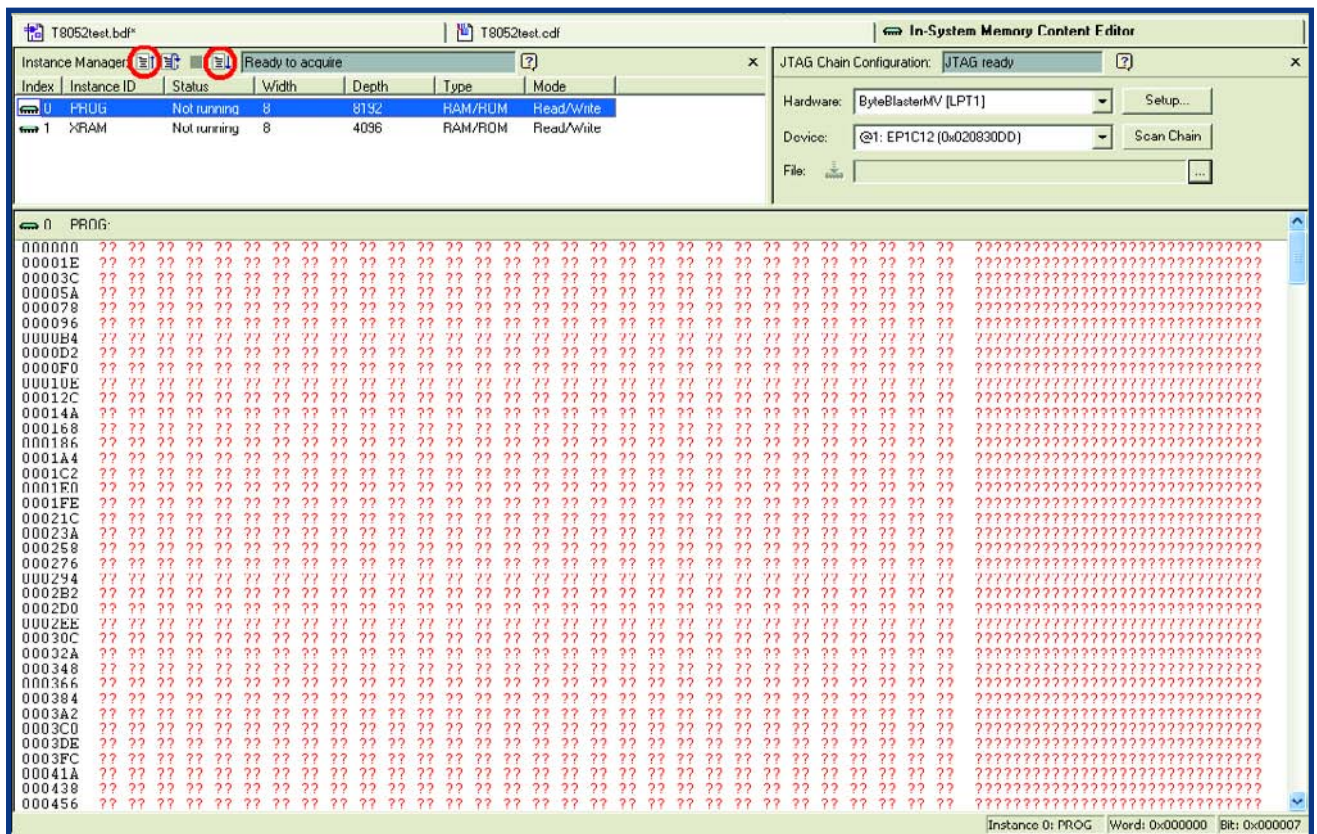 T8052test.bdf*
T8052test.cdf
In-System Memory Content Editor
Instance Manager: Ready to acquire
JTAG Chain Configuration: JTAG ready
Index Instance ID Status Width Depth Type Mode
0 PROG Not running 8 8192 RAM/ROM Read/Write
1 XRAM Not running 8 4096 RAM/ROM Read/Write
Hardware: ByteBlasterMV [LPT1] Setup...
Device: @1: EP1C12 (0x020830DD) Scan Chain
File: ...
0 PROG:
000000 ?? ?? ?? ?? ?? ?? ?? ?? ?? ?? ?? ?? ?? ?? ?? ?? ?? ?? ?? ?? ?? ?? ?? ?? ?? ?? ?? ?? ?? ?? ??????????????????????????????
00001E ?? ?? ?? ?? ?? ?? ?? ?? ?? ?? ?? ?? ?? ?? ?? ?? ?? ?? ?? ?? ?? ?? ?? ?? ?? ?? ?? ?? ?? ?? ??????????????????????????????
00003C ?? ?? ?? ?? ?? ?? ?? ?? ?? ?? ?? ?? ?? ?? ?? ?? ?? ?? ?? ?? ?? ?? ?? ?? ?? ?? ?? ?? ?? ?? ??????????????????????????????
00005A ?? ?? ?? ?? ?? ?? ?? ?? ?? ?? ?? ?? ?? ?? ?? ?? ?? ?? ?? ?? ?? ?? ?? ?? ?? ?? ?? ?? ?? ?? ??????????????????????????????
000078 ?? ?? ?? ?? ?? ?? ?? ?? ?? ?? ?? ?? ?? ?? ?? ?? ?? ?? ?? ?? ?? ?? ?? ?? ?? ?? ?? ?? ?? ?? ??????????????????????????????
000096 ?? ?? ?? ?? ?? ?? ?? ?? ?? ?? ?? ?? ?? ?? ?? ?? ?? ?? ?? ?? ?? ?? ?? ?? ?? ?? ?? ?? ?? ?? ??????????????????????????????
0000B4 ?? ?? ?? ?? ?? ?? ?? ?? ?? ?? ?? ?? ?? ?? ?? ?? ?? ?? ?? ?? ?? ?? ?? ?? ?? ?? ?? ?? ?? ?? ??????????????????????????????
0000D2 ?? ?? ?? ?? ?? ?? ?? ?? ?? ?? ?? ?? ?? ?? ?? ?? ?? ?? ?? ?? ?? ?? ?? ?? ?? ?? ?? ?? ?? ?? ??????????????????????????????
0000F0 ?? ?? ?? ?? ?? ?? ?? ?? ?? ?? ?? ?? ?? ?? ?? ?? ?? ?? ?? ?? ?? ?? ?? ?? ?? ?? ?? ?? ?? ?? ??????????????????????????????
00010E ?? ?? ?? ?? ?? ?? ?? ?? ?? ?? ?? ?? ?? ?? ?? ?? ?? ?? ?? ?? ?? ?? ?? ?? ?? ?? ?? ?? ?? ?? ??????????????????????????????
00012C ?? ?? ?? ?? ?? ?? ?? ?? ?? ?? ?? ?? ?? ?? ?? ?? ?? ?? ?? ?? ?? ?? ?? ?? ?? ?? ?? ?? ?? ?? ??????????????????????????????
00014A ?? ?? ?? ?? ?? ?? ?? ?? ?? ?? ?? ?? ?? ?? ?? ?? ?? ?? ?? ?? ?? ?? ?? ?? ?? ?? ?? ?? ?? ?? ??????????????????????????????
000168 ?? ?? ?? ?? ?? ?? ?? ?? ?? ?? ?? ?? ?? ?? ?? ?? ?? ?? ?? ?? ?? ?? ?? ?? ?? ?? ?? ?? ?? ?? ??????????????????????????????
000186 ?? ?? ?? ?? ?? ?? ?? ?? ?? ?? ?? ?? ?? ?? ?? ?? ?? ?? ?? ?? ?? ?? ?? ?? ?? ?? ?? ?? ?? ?? ??????????????????????????????
0001A4 ?? ?? ?? ?? ?? ?? ?? ?? ?? ?? ?? ?? ?? ?? ?? ?? ?? ?? ?? ?? ?? ?? ?? ?? ?? ?? ?? ?? ?? ?? ??????????????????????????????
0001C2 ?? ?? ?? ?? ?? ?? ?? ?? ?? ?? ?? ?? ?? ?? ?? ?? ?? ?? ?? ?? ?? ?? ?? ?? ?? ?? ?? ?? ?? ?? ??????????????????????????????
0001E0 ?? ?? ?? ?? ?? ?? ?? ?? ?? ?? ?? ?? ?? ?? ?? ?? ?? ?? ?? ?? ?? ?? ?? ?? ?? ?? ?? ?? ?? ?? ??????????????????????????????
0001FE ?? ?? ?? ?? ?? ?? ?? ?? ?? ?? ?? ?? ?? ?? ?? ?? ?? ?? ?? ?? ?? ?? ?? ?? ?? ?? ?? ?? ?? ?? ??????????????????????????????
00021C ?? ?? ?? ?? ?? ?? ?? ?? ?? ?? ?? ?? ?? ?? ?? ?? ?? ?? ?? ?? ?? ?? ?? ?? ?? ?? ?? ?? ?? ?? ??????????????????????????????
00023A ?? ?? ?? ?? ?? ?? ?? ?? ?? ?? ?? ?? ?? ?? ?? ?? ?? ?? ?? ?? ?? ?? ?? ?? ?? ?? ?? ?? ?? ?? ??????????????????????????????
000258 ?? ?? ?? ?? ?? ?? ?? ?? ?? ?? ?? ?? ?? ?? ?? ?? ?? ?? ?? ?? ?? ?? ?? ?? ?? ?? ?? ?? ?? ?? ??????????????????????????????
000276 ?? ?? ?? ?? ?? ?? ?? ?? ?? ?? ?? ?? ?? ?? ?? ?? ?? ?? ?? ?? ?? ?? ?? ?? ?? ?? ?? ?? ?? ?? ??????????????????????????????
000294 ?? ?? ?? ?? ?? ?? ?? ?? ?? ?? ?? ?? ?? ?? ?? ?? ?? ?? ?? ?? ?? ?? ?? ?? ?? ?? ?? ?? ?? ?? ??????????????????????????????
0002B2 ?? ?? ?? ?? ?? ?? ?? ?? ?? ?? ?? ?? ?? ?? ?? ?? ?? ?? ?? ?? ?? ?? ?? ?? ?? ?? ?? ?? ?? ?? ??????????????????????????????
0002D0 ?? ?? ?? ?? ?? ?? ?? ?? ?? ?? ?? ?? ?? ?? ?? ?? ?? ?? ?? ?? ?? ?? ?? ?? ?? ?? ?? ?? ?? ?? ??????????????????????????????
0002EE ?? ?? ?? ?? ?? ?? ?? ?? ?? ?? ?? ?? ?? ?? ?? ?? ?? ?? ?? ?? ?? ?? ?? ?? ?? ?? ?? ?? ?? ?? ??????????????????????????????
00030C ?? ?? ?? ?? ?? ?? ?? ?? ?? ?? ?? ?? ?? ?? ?? ?? ?? ?? ?? ?? ?? ?? ?? ?? ?? ?? ?? ?? ?? ?? ??????????????????????????????
00032A ?? ?? ?? ?? ?? ?? ?? ?? ?? ?? ?? ?? ?? ?? ?? ?? ?? ?? ?? ?? ?? ?? ?? ?? ?? ?? ?? ?? ?? ?? ??????????????????????????????
000348 ?? ?? ?? ?? ?? ?? ?? ?? ?? ?? ?? ?? ?? ?? ?? ?? ?? ?? ?? ?? ?? ?? ?? ?? ?? ?? ?? ?? ?? ?? ??????????????????????????????
000366 ?? ?? ?? ?? ?? ?? ?? ?? ?? ?? ?? ?? ?? ?? ?? ?? ?? ?? ?? ?? ?? ?? ?? ?? ?? ?? ?? ?? ?? ?? ??????????????????????????????
000384 ?? ?? ?? ?? ?? ?? ?? ?? ?? ?? ?? ?? ?? ?? ?? ?? ?? ?? ?? ?? ?? ?? ?? ?? ?? ?? ?? ?? ?? ?? ??????????????????????????????
0003A2 ?? ?? ?? ?? ?? ?? ?? ?? ?? ?? ?? ?? ?? ?? ?? ?? ?? ?? ?? ?? ?? ?? ?? ?? ?? ?? ?? ?? ?? ?? ??????????????????????????????
0003C0 ?? ?? ?? ?? ?? ?? ?? ?? ?? ?? ?? ?? ?? ?? ?? ?? ?? ?? ?? ?? ?? ?? ?? ?? ?? ?? ?? ?? ?? ?? ??????????????????????????????
0003DE ?? ?? ?? ?? ?? ?? ?? ?? ?? ?? ?? ?? ?? ?? ?? ?? ?? ?? ?? ?? ?? ?? ?? ?? ?? ?? ?? ?? ?? ?? ??????????????????????????????
0003FC ?? ?? ?? ?? ?? ?? ?? ?? ?? ?? ?? ?? ?? ?? ?? ?? ?? ?? ?? ?? ?? ?? ?? ?? ?? ?? ?? ?? ?? ?? ??????????????????????????????
00041A ?? ?? ?? ?? ?? ?? ?? ?? ?? ?? ?? ?? ?? ?? ?? ?? ?? ?? ?? ?? ?? ?? ?? ?? ?? ?? ?? ?? ?? ?? ??????????????????????????????
000438 ?? ?? ?? ?? ?? ?? ?? ?? ?? ?? ?? ?? ?? ?? ?? ?? ?? ?? ?? ?? ?? ?? ?? ?? ?? ?? ?? ?? ?? ?? ??????????????????????????????
000456 ?? ?? ?? ?? ?? ?? ?? ?? ?? ?? ?? ?? ?? ?? ?? ?? ?? ?? ?? ?? ?? ?? ?? ?? ?? ?? ?? ?? ?? ?? ??????????????????????????????
Instance 0: PROG Word: 0x000000 Bit: 0x000007